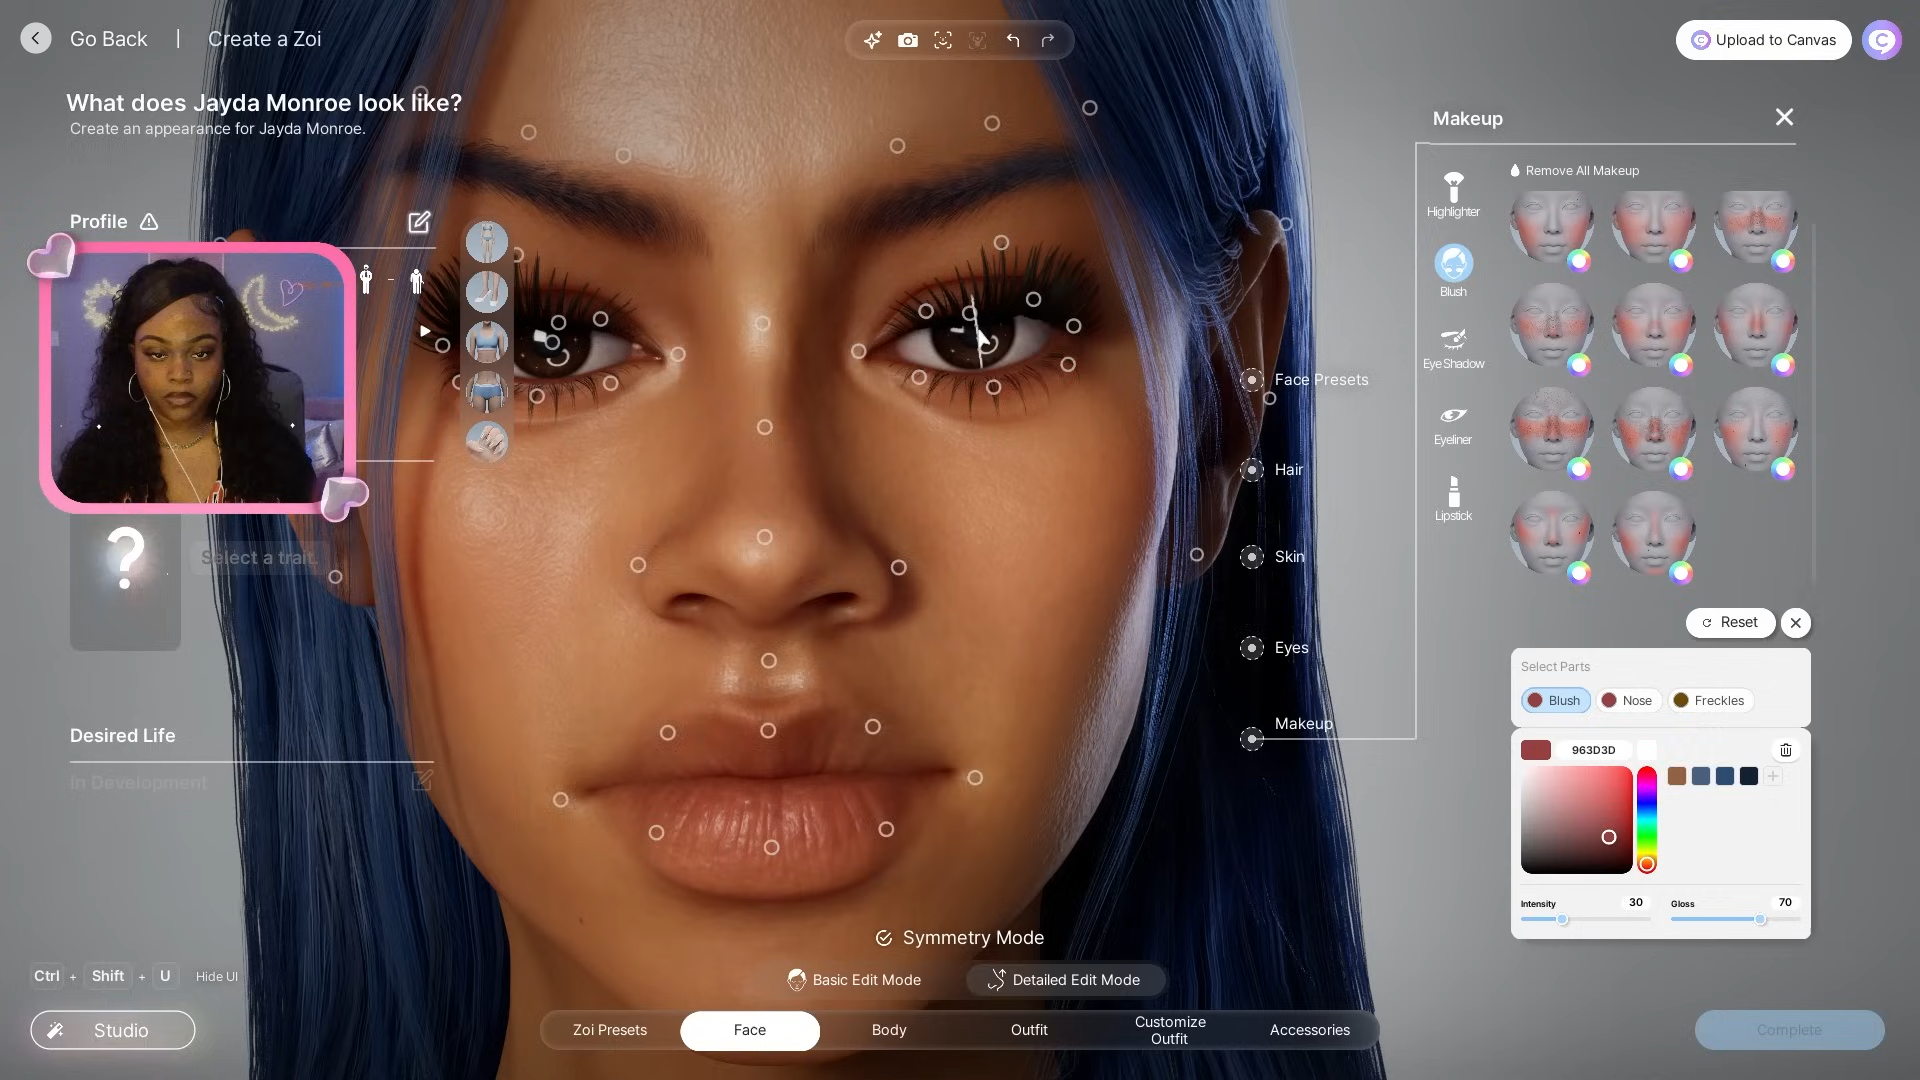 Go Back | Create a Zoi
Upload to Canvas
What does Jayda Monroe look like?
Create an appearance for Jayda Monroe.
Profile
Select a trait.
Desired Life
In Development
Ctrl + Shift + U Hide UI
Studio
Face Presets
Hair
Skin
Eyes
Makeup
Symmetry Mode
Basic Edit Mode
Detailed Edit Mode
Zoi Presets
Face
Body
Outfit
Customize
Outfit
Accessories
Makeup
Remove All Makeup
Highlighter
Blush
Eye Shadow
Eyeliner
Lipstick
Reset
Select Parts
Blush
Nose
Freckles
963D3D
Intensity 30
Gloss 70
Complete